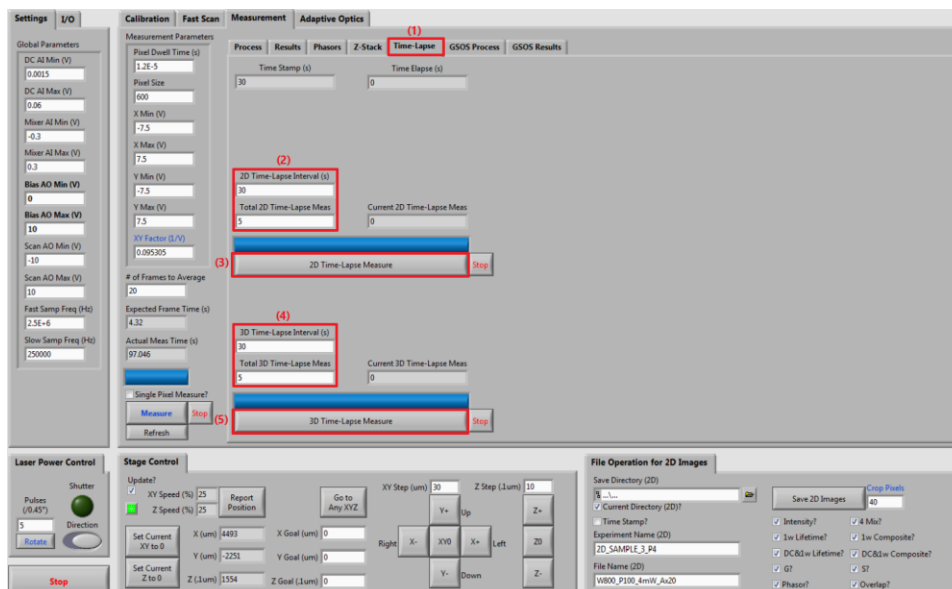 Settings I/O
Global Parameters
DC AI Min (V)
0.0015
DC AI Max (V)
0.06
Mixer AI Min (V)
-0.3
Mixer AI Max (V)
0.3
Bias AO Min (V)
0
Bias AO Max (V)
10
Scan AO Min (V)
-10
Scan AO Max (V)
10
Fast Samp Freq (Hz)
2.5E+6
Slow Samp Freq (Hz)
250000
Calibration Fast Scan Measurement Adaptive Optics
Measurement Parameters
Pixel Dwell Time (s)
1.2E-5
Pixel Size
600
X Min (V)
-7.5
X Max (V)
7.5
Y Min (V)
-7.5
Y Max (V)
7.5
XY Factor (1/V)
0.095305
# of Frames to Average
20
Expected Frame Time (s)
4.32
Actual Meas Time (s)
97.046
Single Pixel Measure?
Measure Stop
Refresh
(1)
Process Results Phasors Z-Stack Time-Lapse GSOS Process GSOS Results
Time Stamp (s) Time Elapse (s)
30 0
(2)
2D Time-Lapse Interval (s)
30
Total 2D Time-Lapse Meas Current 2D Time-Lapse Meas
5 0
(3) 2D Time-Lapse Measure Stop
(4)
3D Time-Lapse Interval (s)
30
Total 3D Time-Lapse Meas Current 3D Time-Lapse Meas
5 0
(5) 3D Time-Lapse Measure Stop
Laser Power Control
Shutter
Pulses
(/0.45°)
5 Direction
Rotate
Stop
Stage Control
Update?
XY Speed (%) 25
Z Speed (%) 25
Report
Position
Go to
Any XYZ
XY Step (um) 30 Z Step (.1um) 10
Set Current
XY to 0
X (um) 4493 X Goal (um) 0
Y (um) -2251 Y Goal (um) 0
Set Current
Z to 0
Z (.1um) 1554 Z Goal (.1um) 0
Y+ Up Z+
Right X- XY0 X+ Left Z0
Y- Down Z-
File Operation for 2D Images
Save Directory (2D)
Current Directory (2D)?
Time Stamp?
Experiment Name (2D)
2D_SAMPLE_3_P4
File Name (2D)
W800_P100_4mW_Ax20
Crop Pixels
Save 2D Images 40
Intensity? 4 Mix?
1w Lifetime? 1w Composite?
DC&1w Lifetime? DC&1w Composite?
G? S?
Phasor? Overlap?